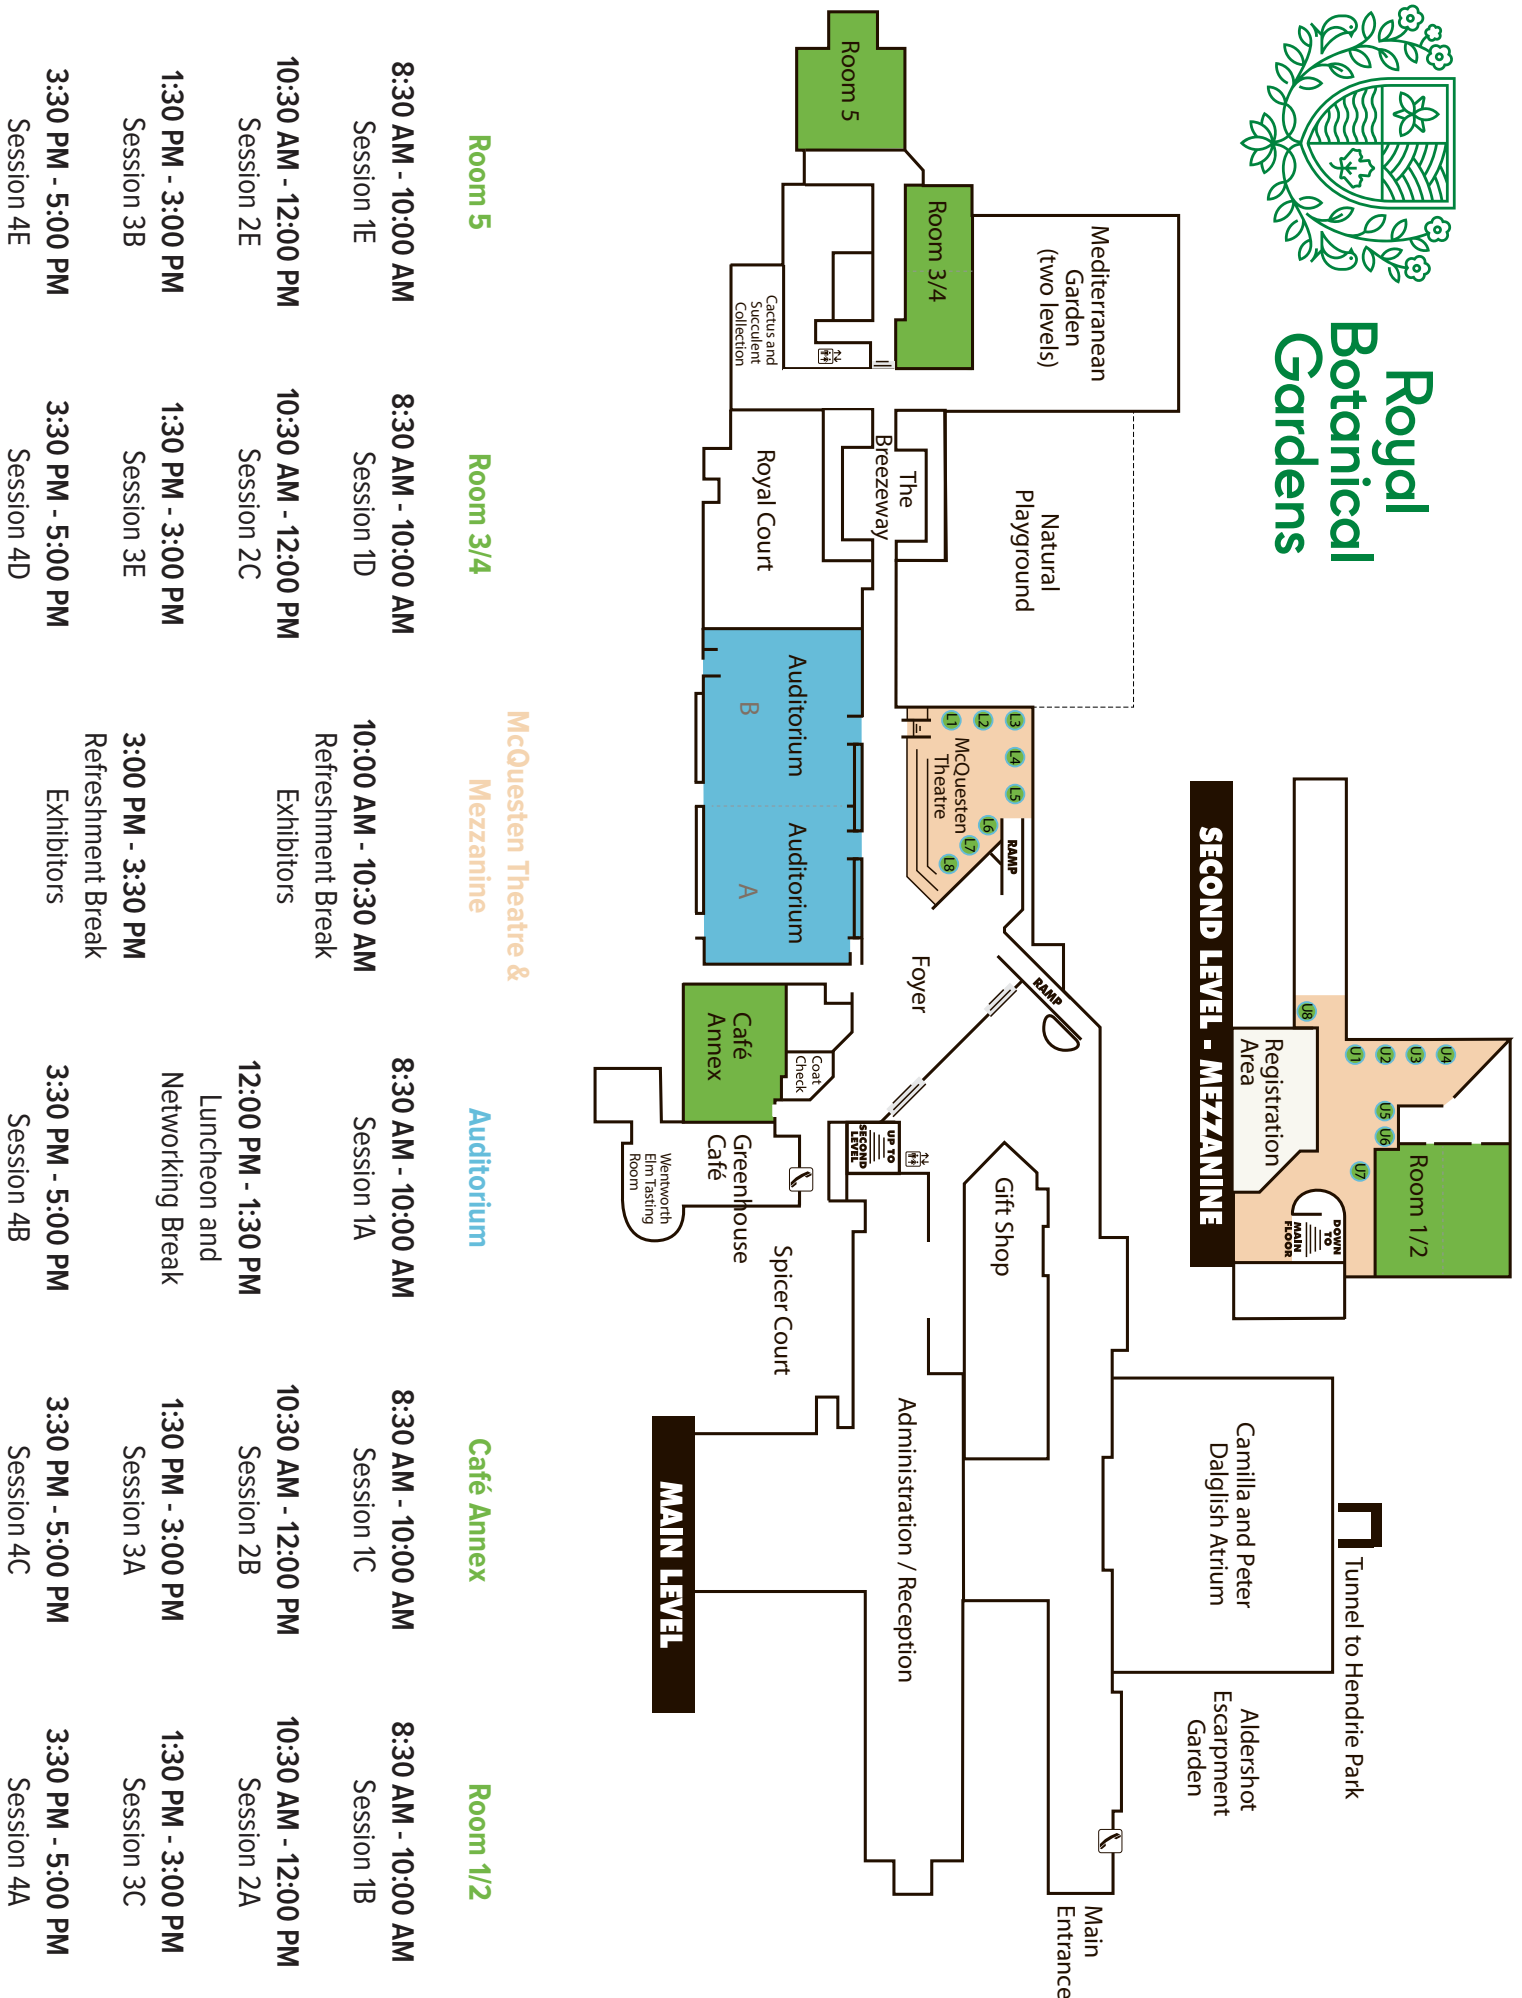 Royal
Botanical
Gardens
SECOND LEVEL - MEZZANINE
U8
U1
U2
U3
U4
U5
U6
U7
Registration
Area
Room 1/2
DOWN
TO
MAIN
FLOOR
Tunnel to Hendrie Park
Camilla and Peter
Dalglish Atrium
Aldershot
Escarpment
Garden
Main
Entrance
Mediterranean
Garden
(two levels)
Natural
Playground
Room 5
Room 3/4
The
Breezeway
Cactus and
Succulent
Collection
Royal Court
L1
L2
L3
L4
L5
L6
L7
L8
McQuesten
Theatre
RAMP
RAMP
Foyer
Auditorium
B
Auditorium
A
Café
Annex
Coat
Check
UP TO
SECOND
LEVEL
Gift Shop
Greenhouse
Café
Wentworth
Elm Tasting
Room
Spicer Court
Administration / Reception
MAIN LEVEL
Room 5
8:30 AM - 10:00 AM
Session 1E
10:30 AM - 12:00 PM
Session 2E
1:30 PM - 3:00 PM
Session 3B
3:30 PM - 5:00 PM
Session 4E
Room 3/4
8:30 AM - 10:00 AM
Session 1D
10:30 AM - 12:00 PM
Session 2C
1:30 PM - 3:00 PM
Session 3E
3:30 PM - 5:00 PM
Session 4D
McQuesten Theatre &
Mezzanine
10:00 AM - 10:30 AM
Refreshment Break
Exhibitors
3:00 PM - 3:30 PM
Refreshment Break
Exhibitors
Auditorium
8:30 AM - 10:00 AM
Session 1A
12:00 PM - 1:30 PM
Luncheon and
Networking Break
3:30 PM - 5:00 PM
Session 4B
Café Annex
8:30 AM - 10:00 AM
Session 1C
10:30 AM - 12:00 PM
Session 2B
1:30 PM - 3:00 PM
Session 3A
3:30 PM - 5:00 PM
Session 4C
Room 1/2
8:30 AM - 10:00 AM
Session 1B
10:30 AM - 12:00 PM
Session 2A
1:30 PM - 3:00 PM
Session 3C
3:30 PM - 5:00 PM
Session 4A